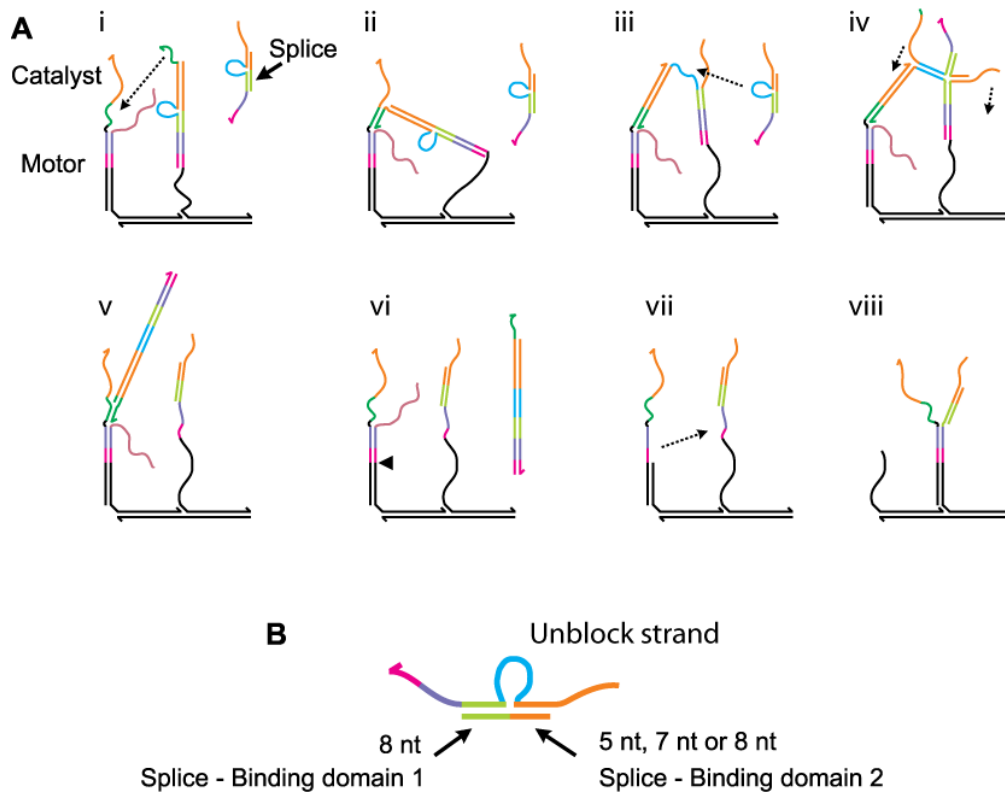 A
i
ii
iii
iv
Splice
Catalyst
Motor
v
vi
vii
viii
B
Unblock strand
8 nt
5 nt, 7 nt or 8 nt
Splice - Binding domain 1
Splice - Binding domain 2